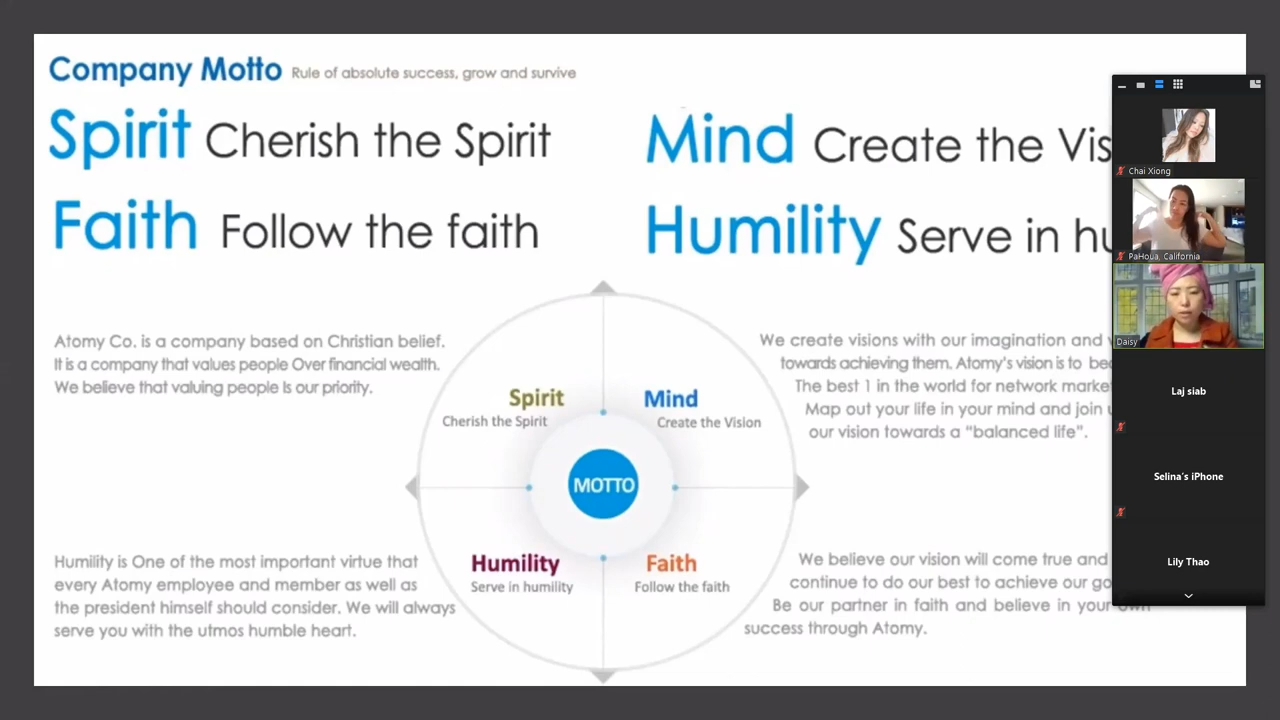 Company Motto Rule of absolute success, grow and survive
Spirit Cherish the Spirit
Mind Create the Vis
Faith Follow the faith
Humility Serve in hu
Atomy Co. is a company based on Christian belief.
It is a company that values people Over financial wealth.
We believe that valuing people Is our priority.
We create visions with our imagination and
towards achieving them. Atomy's vision is to bec
The best 1 in the world for network market
Map out your life in your mind and join
our vision towards a “balanced life”.
Spirit
Cherish the Spirit
Mind
Create the Vision
MOTTO
Humility
Serve in humility
Faith
Follow the faith
Humility is One of the most important virtue that
every Atomy employee and member as well as
the president himself should consider. We will always
serve you with the utmos humble heart.
We believe our vision will come true and
continue to do our best to achieve our go
Be our partner in faith and believe in your own
success through Atomy.
Chai Xiong
PaHoua, California
Daisy
Laj siab
Selina's iPhone
Lily Thao